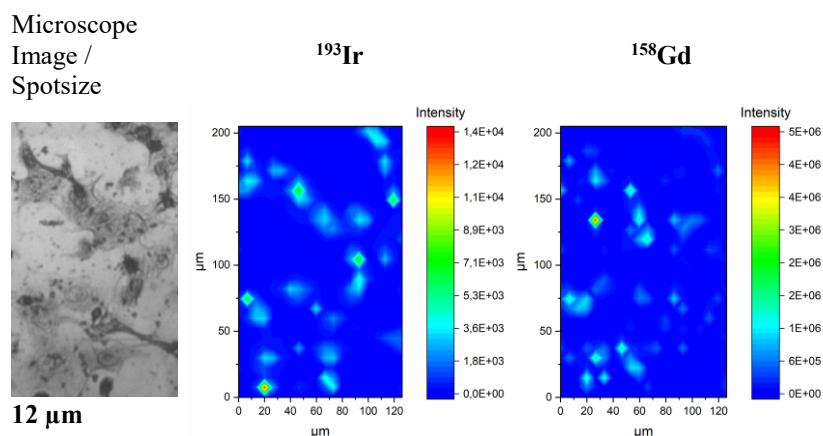 Microscope
Image /
Spotsize
¹⁹³Ir
¹⁵⁸Gd
Intensity
1,4E+04
1,2E+04
1,1E+04
8,9E+03
7,1E+03
5,3E+03
3,6E+03
1,8E+03
0,0E+00
200
150
100
50
0
µm
0 20 40 60 80 100 120
µm
Intensity
5E+06
4E+06
4E+06
3E+06
2E+06
2E+06
1E+06
6E+05
0E+00
200
150
100
50
0
µm
0 20 40 60 80 100 120
µm
12 µm